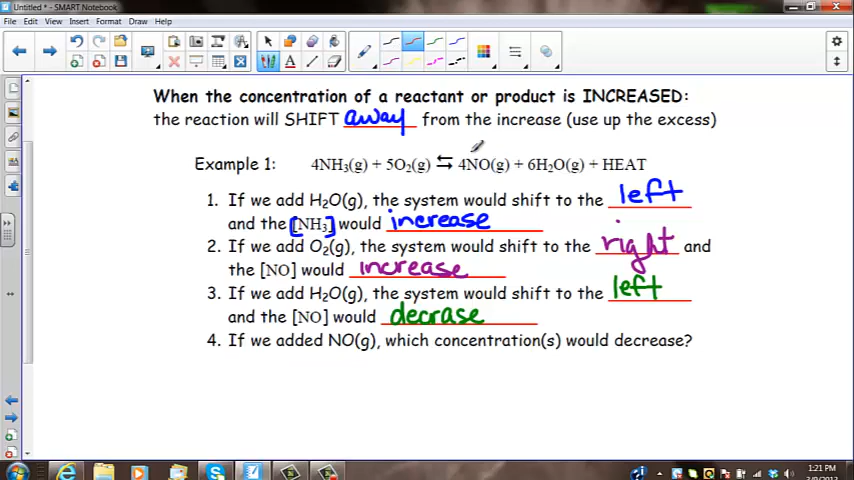 Untitled * - SMART Notebook
File Edit View Insert Format Draw Help
When the concentration of a reactant or product is INCREASED:
the reaction will SHIFT away from the increase (use up the excess)
Example 1: 4NH₃(g) + 5O₂(g) ⇆ 4NO(g) + 6H₂O(g) + HEAT
1. If we add H₂O(g), the system would shift to the left
and the [NH₃] would increase
2. If we add O₂(g), the system would shift to the right and
the [NO] would increase
3. If we add H₂O(g), the system would shift to the left
and the [NO] would decrase
4. If we added NO(g), which concentration(s) would decrease?
1:21 PM